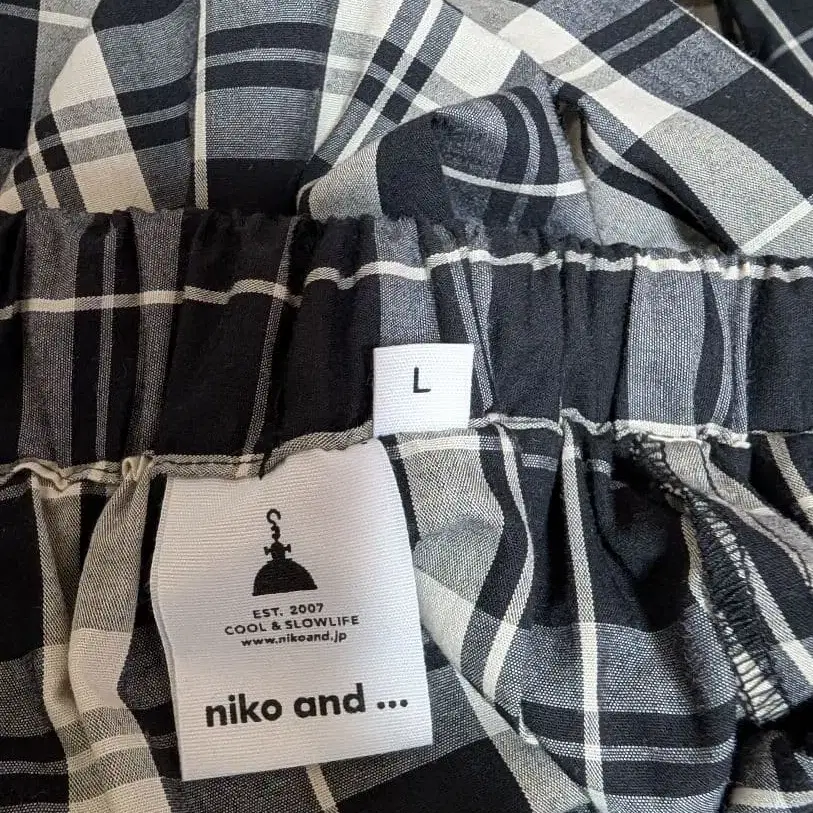 L
EST. 2007
COOL & SLOWLIFE
www.nikoand.jp
niko and ...